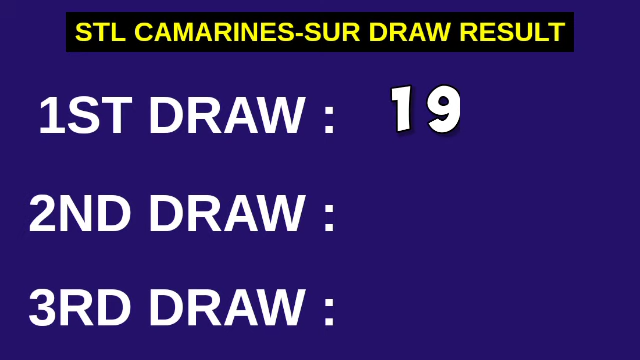 STL CAMARINES-SUR DRAW RESULT
1ST DRAW : 19
2ND DRAW :
3RD DRAW :